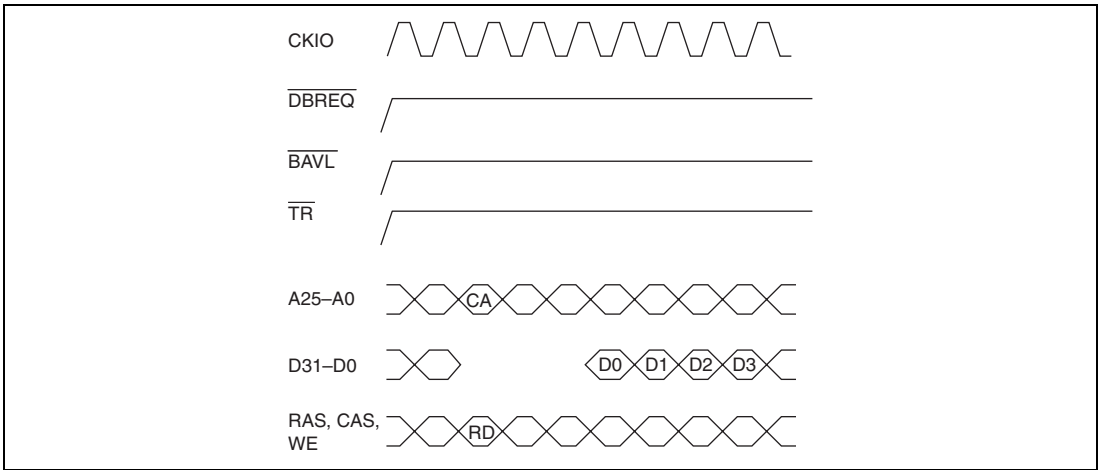 CKIO
DBREQ
BAVL
TR
A25–A0
CA
D31–D0
D0 D1 D2 D3
RAS, CAS,
WE
RD